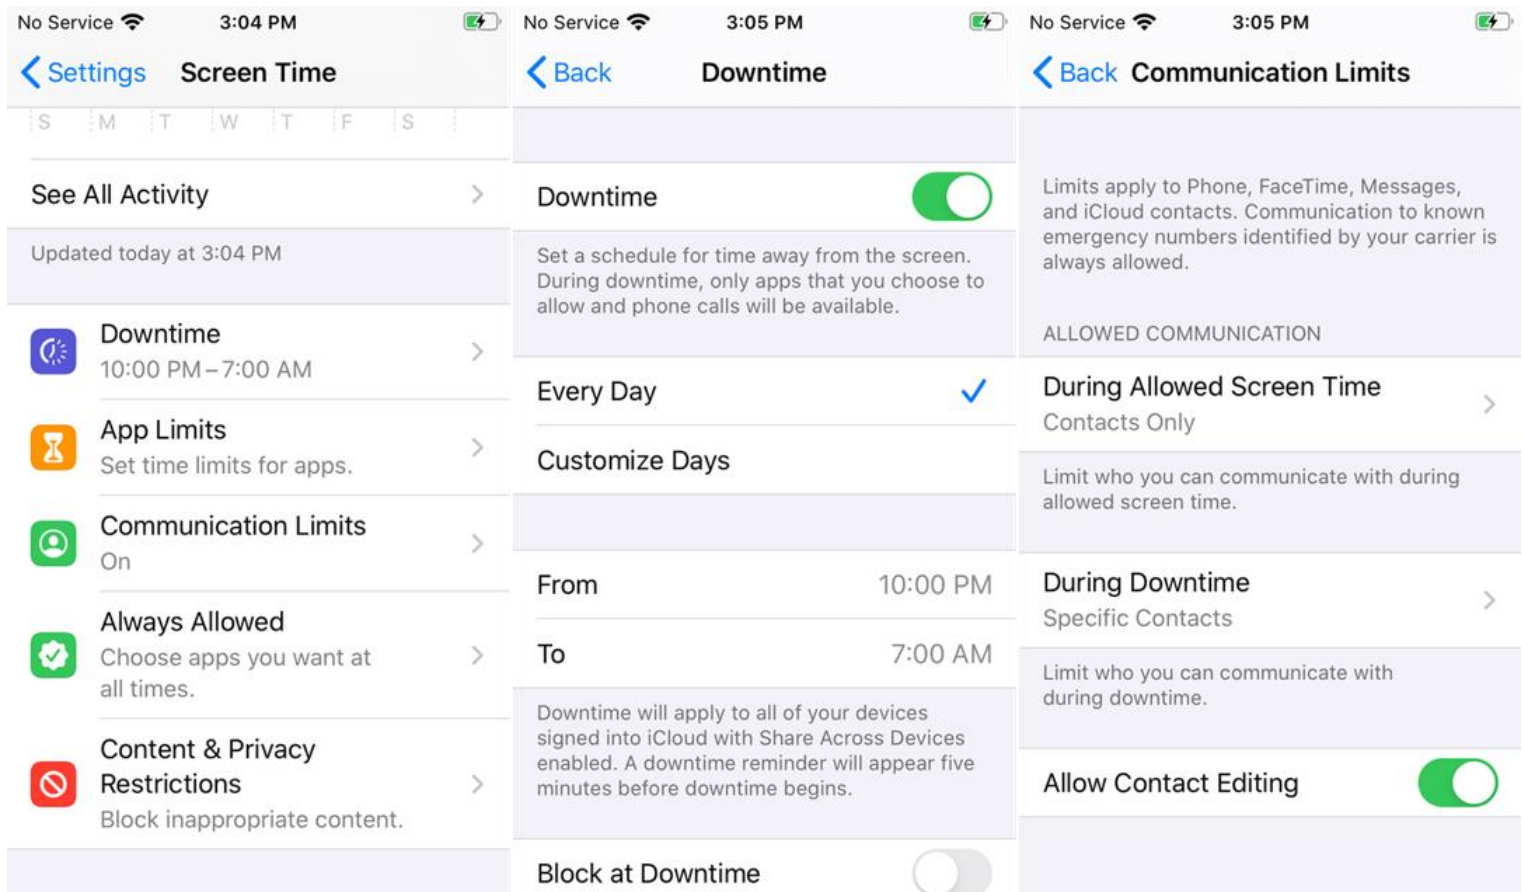 No Service 3:04 PM
Settings Screen Time
S M T W T F S
See All Activity
Updated today at 3:04 PM
Downtime
10:00 PM – 7:00 AM
App Limits
Set time limits for apps.
Communication Limits
On
Always Allowed
Choose apps you want at
all times.
Content & Privacy
Restrictions
Block inappropriate content.
No Service 3:05 PM
Back Downtime
Downtime
Set a schedule for time away from the screen.
During downtime, only apps that you choose to
allow and phone calls will be available.
Every Day
Customize Days
From 10:00 PM
To 7:00 AM
Downtime will apply to all of your devices
signed into iCloud with Share Across Devices
enabled. A downtime reminder will appear five
minutes before downtime begins.
Block at Downtime
No Service 3:05 PM
Back Communication Limits
Limits apply to Phone, FaceTime, Messages,
and iCloud contacts. Communication to known
emergency numbers identified by your carrier is
always allowed.
ALLOWED COMMUNICATION
During Allowed Screen Time
Contacts Only
Limit who you can communicate with during
allowed screen time.
During Downtime
Specific Contacts
Limit who you can communicate with
during downtime.
Allow Contact Editing